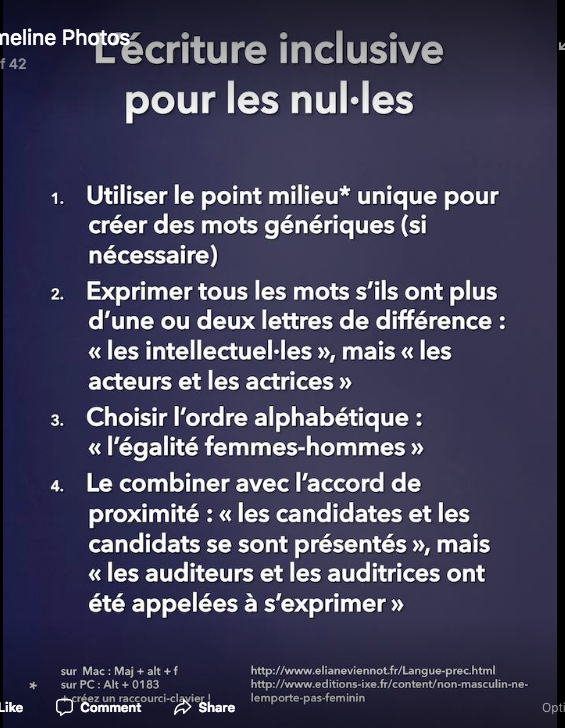 meline Photos
f 42
L'écriture inclusive
pour les nul·les
1. Utiliser le point milieu* unique pour
créer des mots génériques (si
nécessaire)
2. Exprimer tous les mots s'ils ont plus
d'une ou deux lettres de différence :
« les intellectuel·les », mais « les
acteurs et les actrices »
3. Choisir l'ordre alphabétique :
« l'égalité femmes-hommes »
4. Le combiner avec l'accord de
proximité : « les candidates et les
candidats se sont présentés », mais
« les auditeurs et les auditrices ont
été appelées à s'exprimer »
* sur Mac : Maj + alt + f
sur PC : Alt + 0183
+ créez un raccourci-clavier !
http://www.elianeviennot.fr/Langue-prec.html
http://www.editions-ixe.fr/content/non-masculin-ne-
lemporte-pas-feminin
Like Comment Share Opti